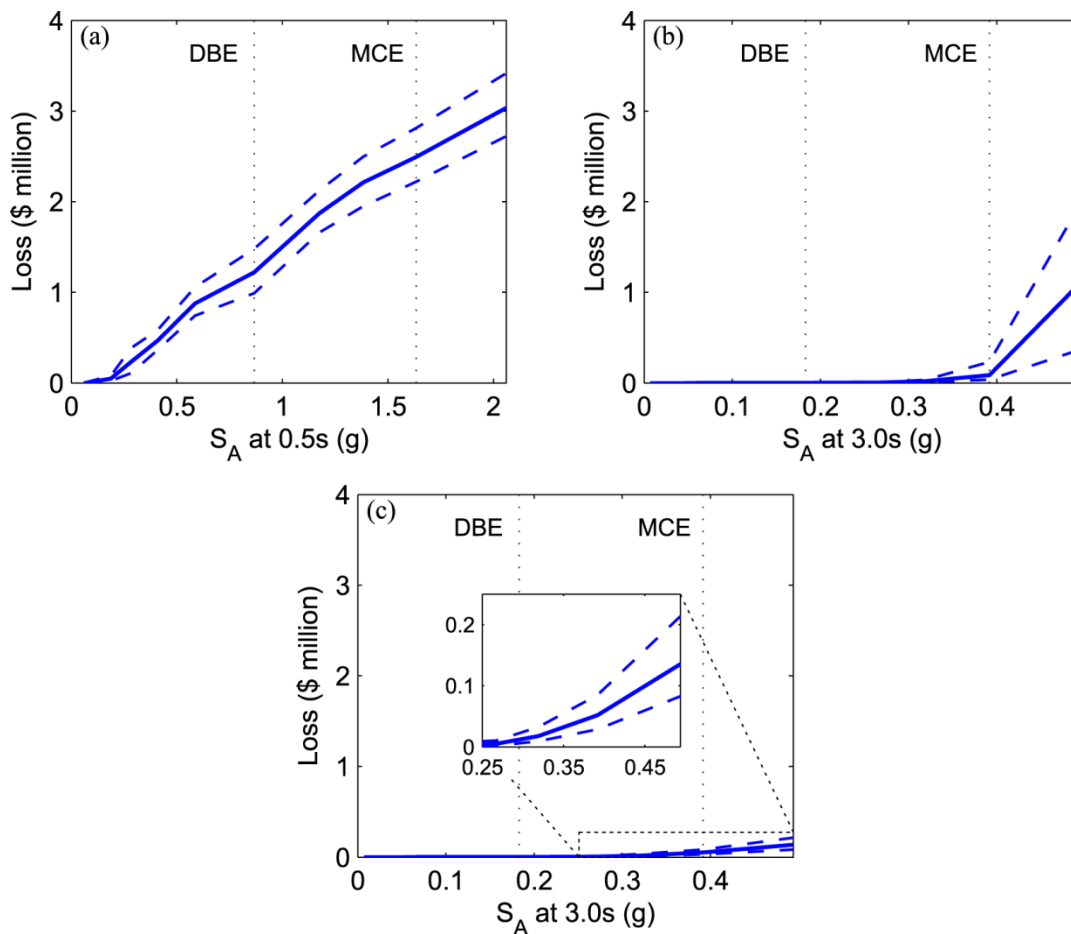 (a)
DBE
MCE
Loss ($ million)
4
3
2
1
0
0
0.5
1
1.5
2
S_A at 0.5s (g)
(b)
DBE
MCE
Loss ($ million)
4
3
2
1
0
0
0.1
0.2
0.3
0.4
S_A at 3.0s (g)
(c)
DBE
MCE
Loss ($ million)
4
3
2
1
0
0.2
0.1
0
0.25
0.35
0.45
0
0.1
0.2
0.3
0.4
S_A at 3.0s (g)